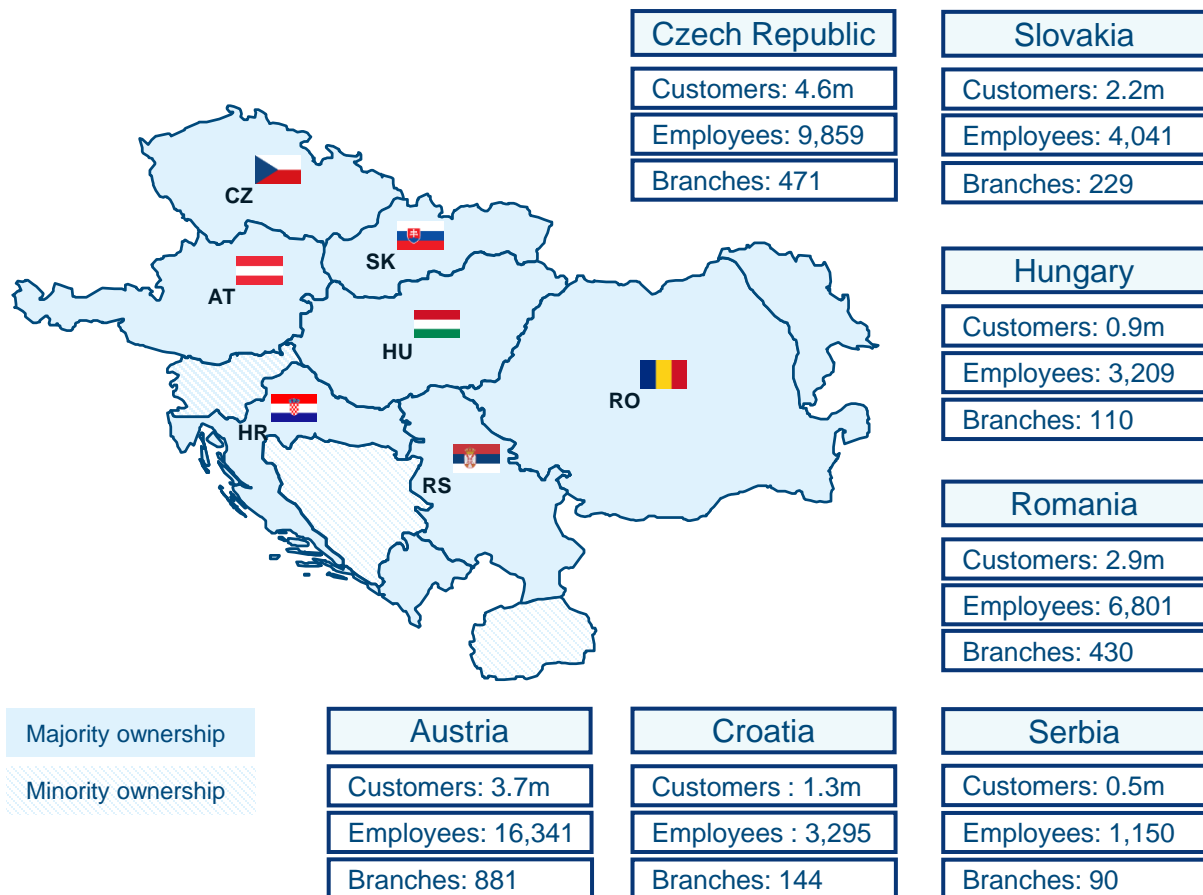 Czech Republic
Customers: 4.6m
Employees: 9,859
Branches: 471
Slovakia
Customers: 2.2m
Employees: 4,041
Branches: 229
CZ
SK
AT
HU
RO
HR
RS
Hungary
Customers: 0.9m
Employees: 3,209
Branches: 110
Romania
Customers: 2.9m
Employees: 6,801
Branches: 430
Majority ownership
Minority ownership
Austria
Customers: 3.7m
Employees: 16,341
Branches: 881
Croatia
Customers : 1.3m
Employees : 3,295
Branches: 144
Serbia
Customers: 0.5m
Employees: 1,150
Branches: 90